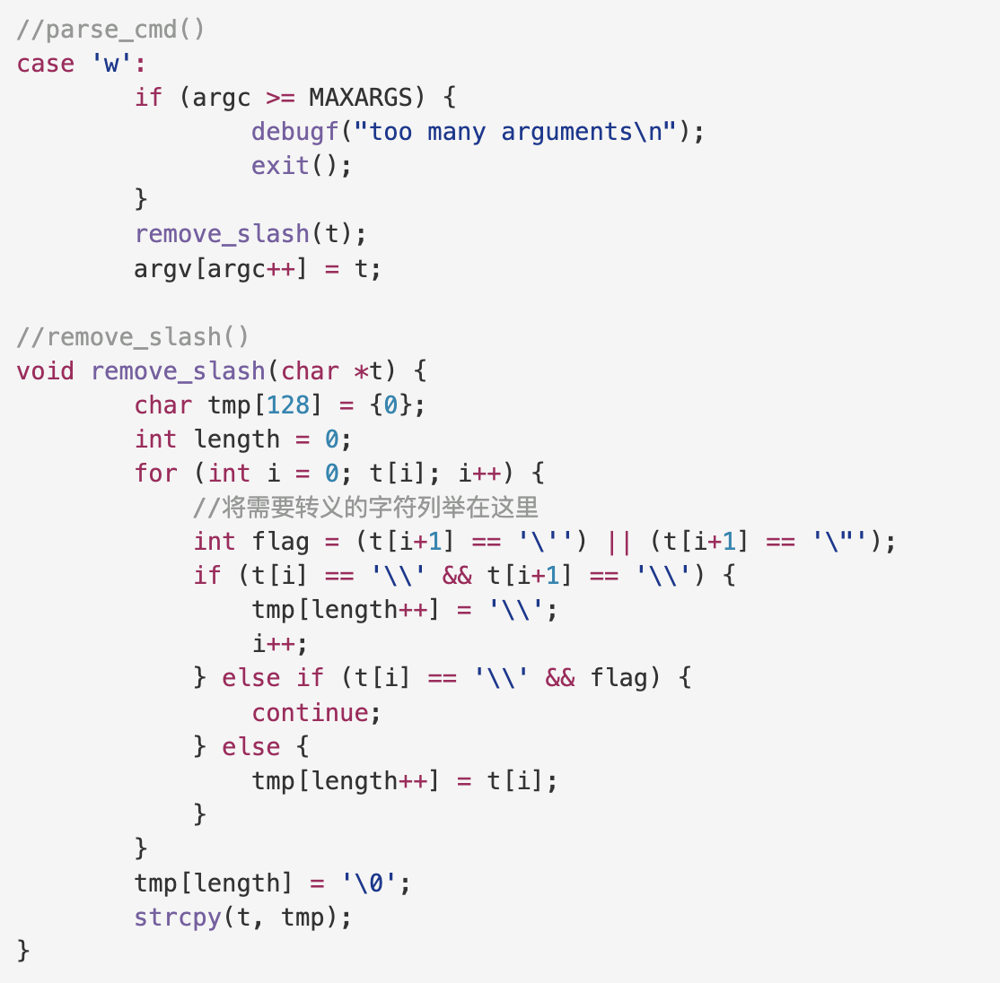 //parse_cmd()
case 'w':
        if (argc >= MAXARGS) {
                debugf("too many arguments\n");
                exit();
        }
        remove_slash(t);
        argv[argc++] = t;

//remove_slash()
void remove_slash(char *t) {
        char tmp[128] = {0};
        int length = 0;
        for (int i = 0; t[i]; i++) {
            //将需要转义的字符列举在这里
            int flag = (t[i+1] == '\'') || (t[i+1] == '\"');
            if (t[i] == '\\' && t[i+1] == '\\') {
                tmp[length++] = '\\';
                i++;
            } else if (t[i] == '\\' && flag) {
                continue;
            } else {
                tmp[length++] = t[i];
            }
        }
        tmp[length] = '\0';
        strcpy(t, tmp);
}